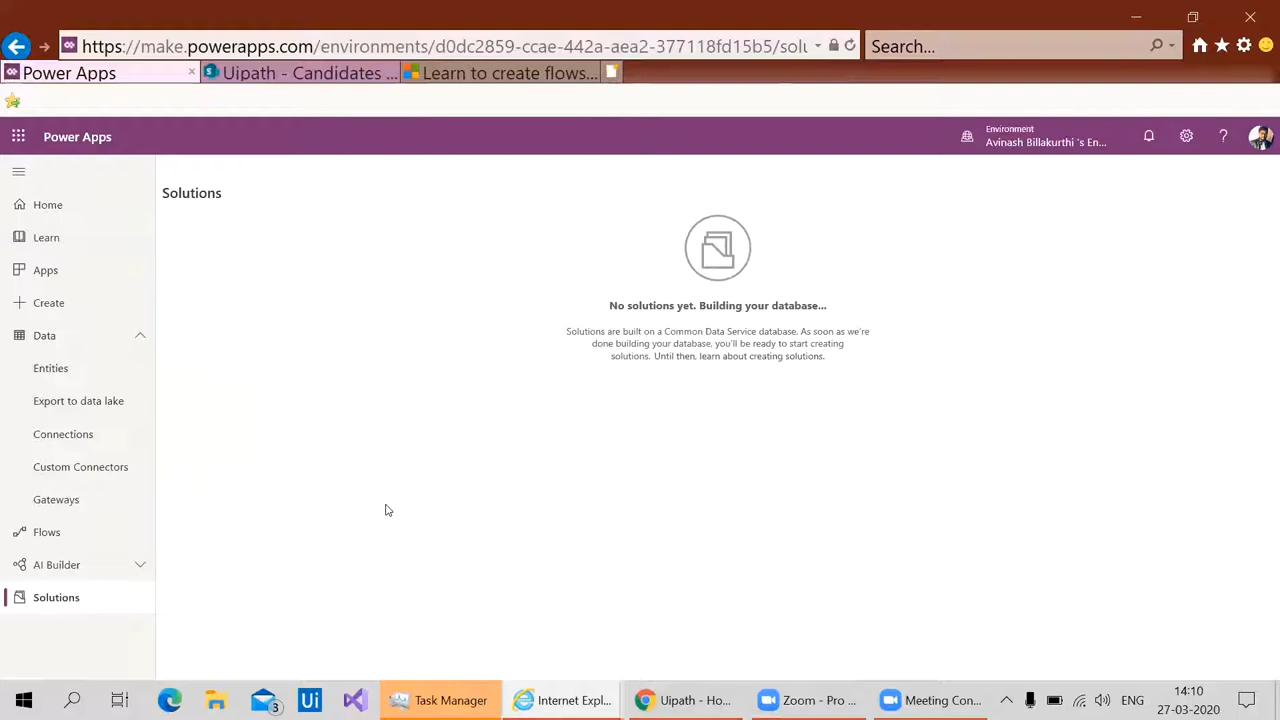 https://make.powerapps.com/environments/d0dc2859-ccae-442a-aea2-377118fd15b5/solu
Search...
Power Apps
Uipath - Candidates ...
Learn to create flows...
Power Apps
Environment
Avinash Billakurthi 's En...
Solutions
Home
Learn
Apps
Create
Data
Entities
Export to data lake
Connections
Custom Connectors
Gateways
Flows
AI Builder
Solutions
No solutions yet. Building your database...
Solutions are built on a Common Data Service database. As soon as we're
done building your database, you'll be ready to start creating
solutions. Until then, learn about creating solutions.
3
Ui
Task Manager
Internet Expl...
Uipath - Ho...
Zoom - Pro ...
Meeting Con...
ENG
14:10
27-03-2020